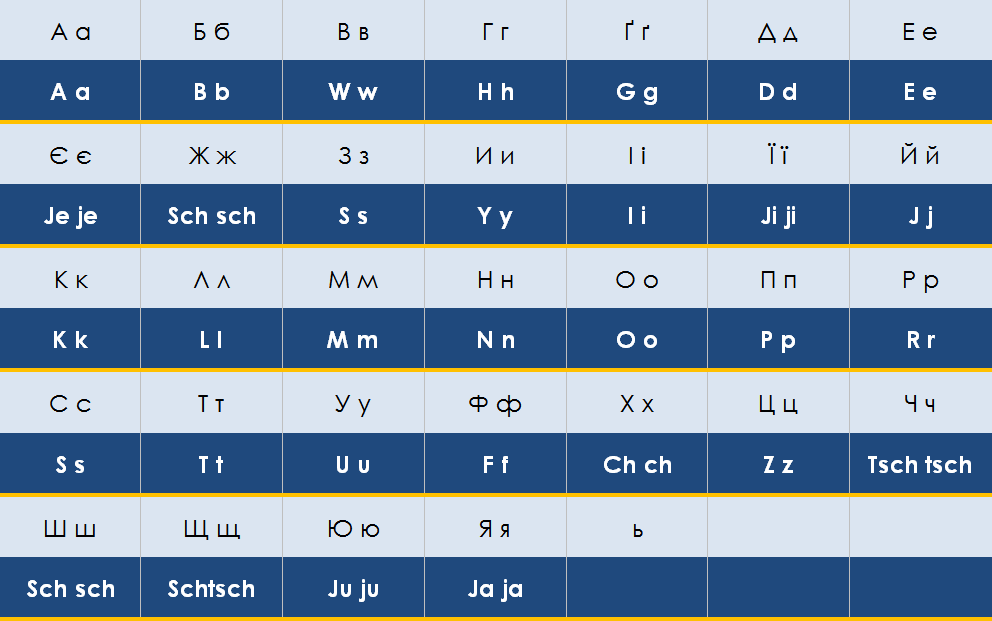 А а Б б В в Г г Ґ ґ Д д Е е
A a B b W w H h G g D d E e
Є є Ж ж З з И и І і Ї ї Й й
Je je Sch sch S s Y y I i Ji ji J j
К к Л л М м Н н О о П п Р р
K k L l M m N n O o P p R r
С с Т т У у Ф ф Х х Ц ц Ч ч
S s T t U u F f Ch ch Z z Tsch tsch
Ш ш Щ щ Ю ю Я я ь
Sch sch Schtsch Ju ju Ja ja